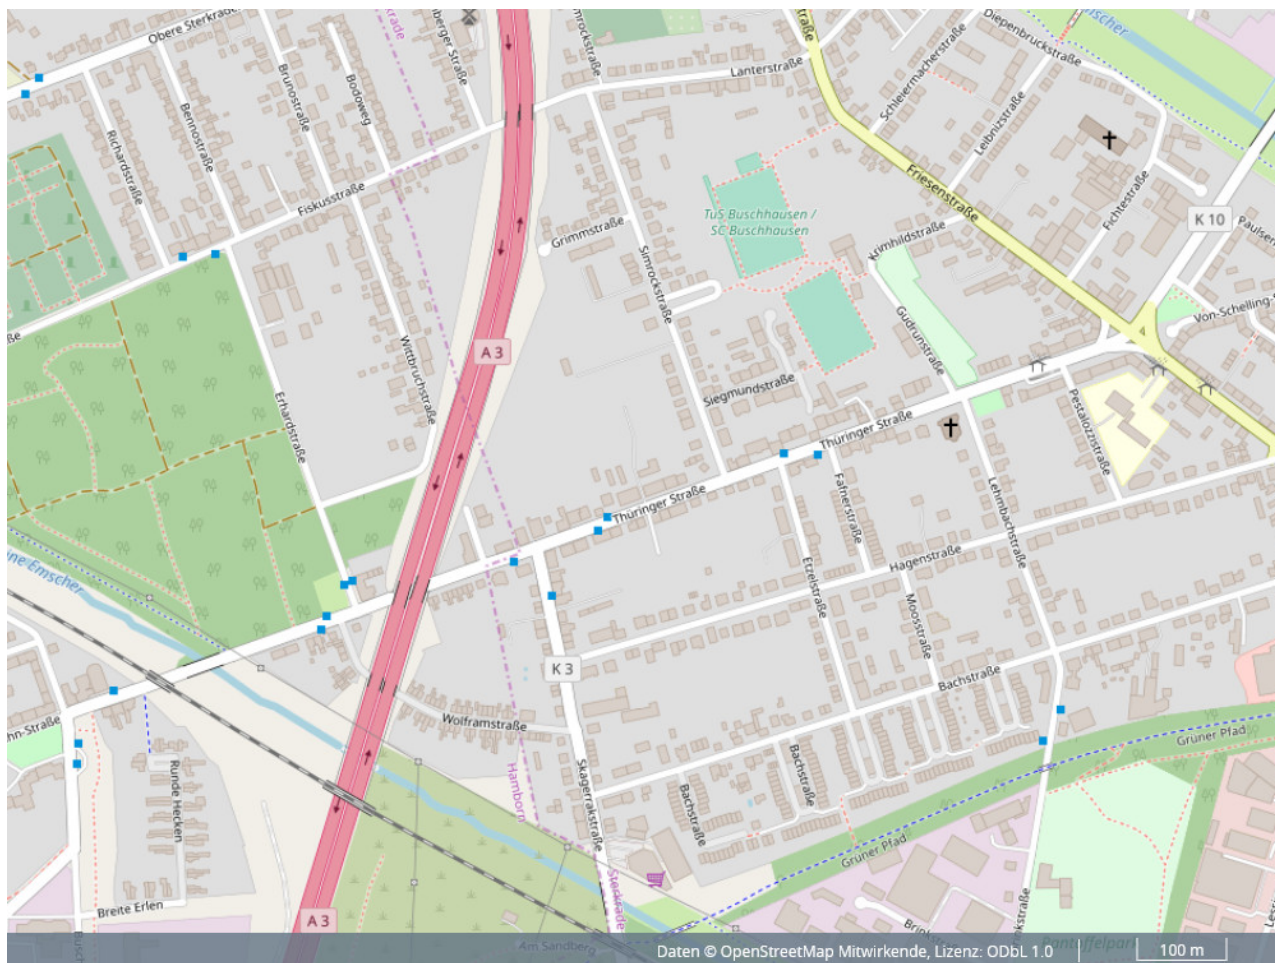 Obere Sterkrade
Brunostraße
Bodoweg
Bennostraße
Richardstraße
Fiskusstraße
Simrockstraße
Lanterstraße
Schleiermacherstraße
Diepenbruckstraße
Leibnizstraße
Friesenstraße
Fichtestraße
K 10
Von-Schelling-
TuS Buschhausen /
SC Buschhausen
Krimhildstraße
Grimmstraße
Gudrunstraße
A 3
Wittbruchstraße
Erhardstraße
Siegmundstraße
Thüringer Straße
Pestalozzistraße
Thüringer Straße
Fafnerstraße
Lehmbachstraße
Hagenstraße
Etzelstraße
Moosstraße
K 3
Bachstraße
Wolframstraße
Skagerrakstraße
Hamborn
Bachstraße
Bachstraße
Grüner Pfad
Grüner Pfad
Runde Hecken
Breite Erlen
A 3
Sterkrade
Am Sandberg
Daten © OpenStreetMap Mitwirkende, Lizenz: ODbL 1.0
100 m